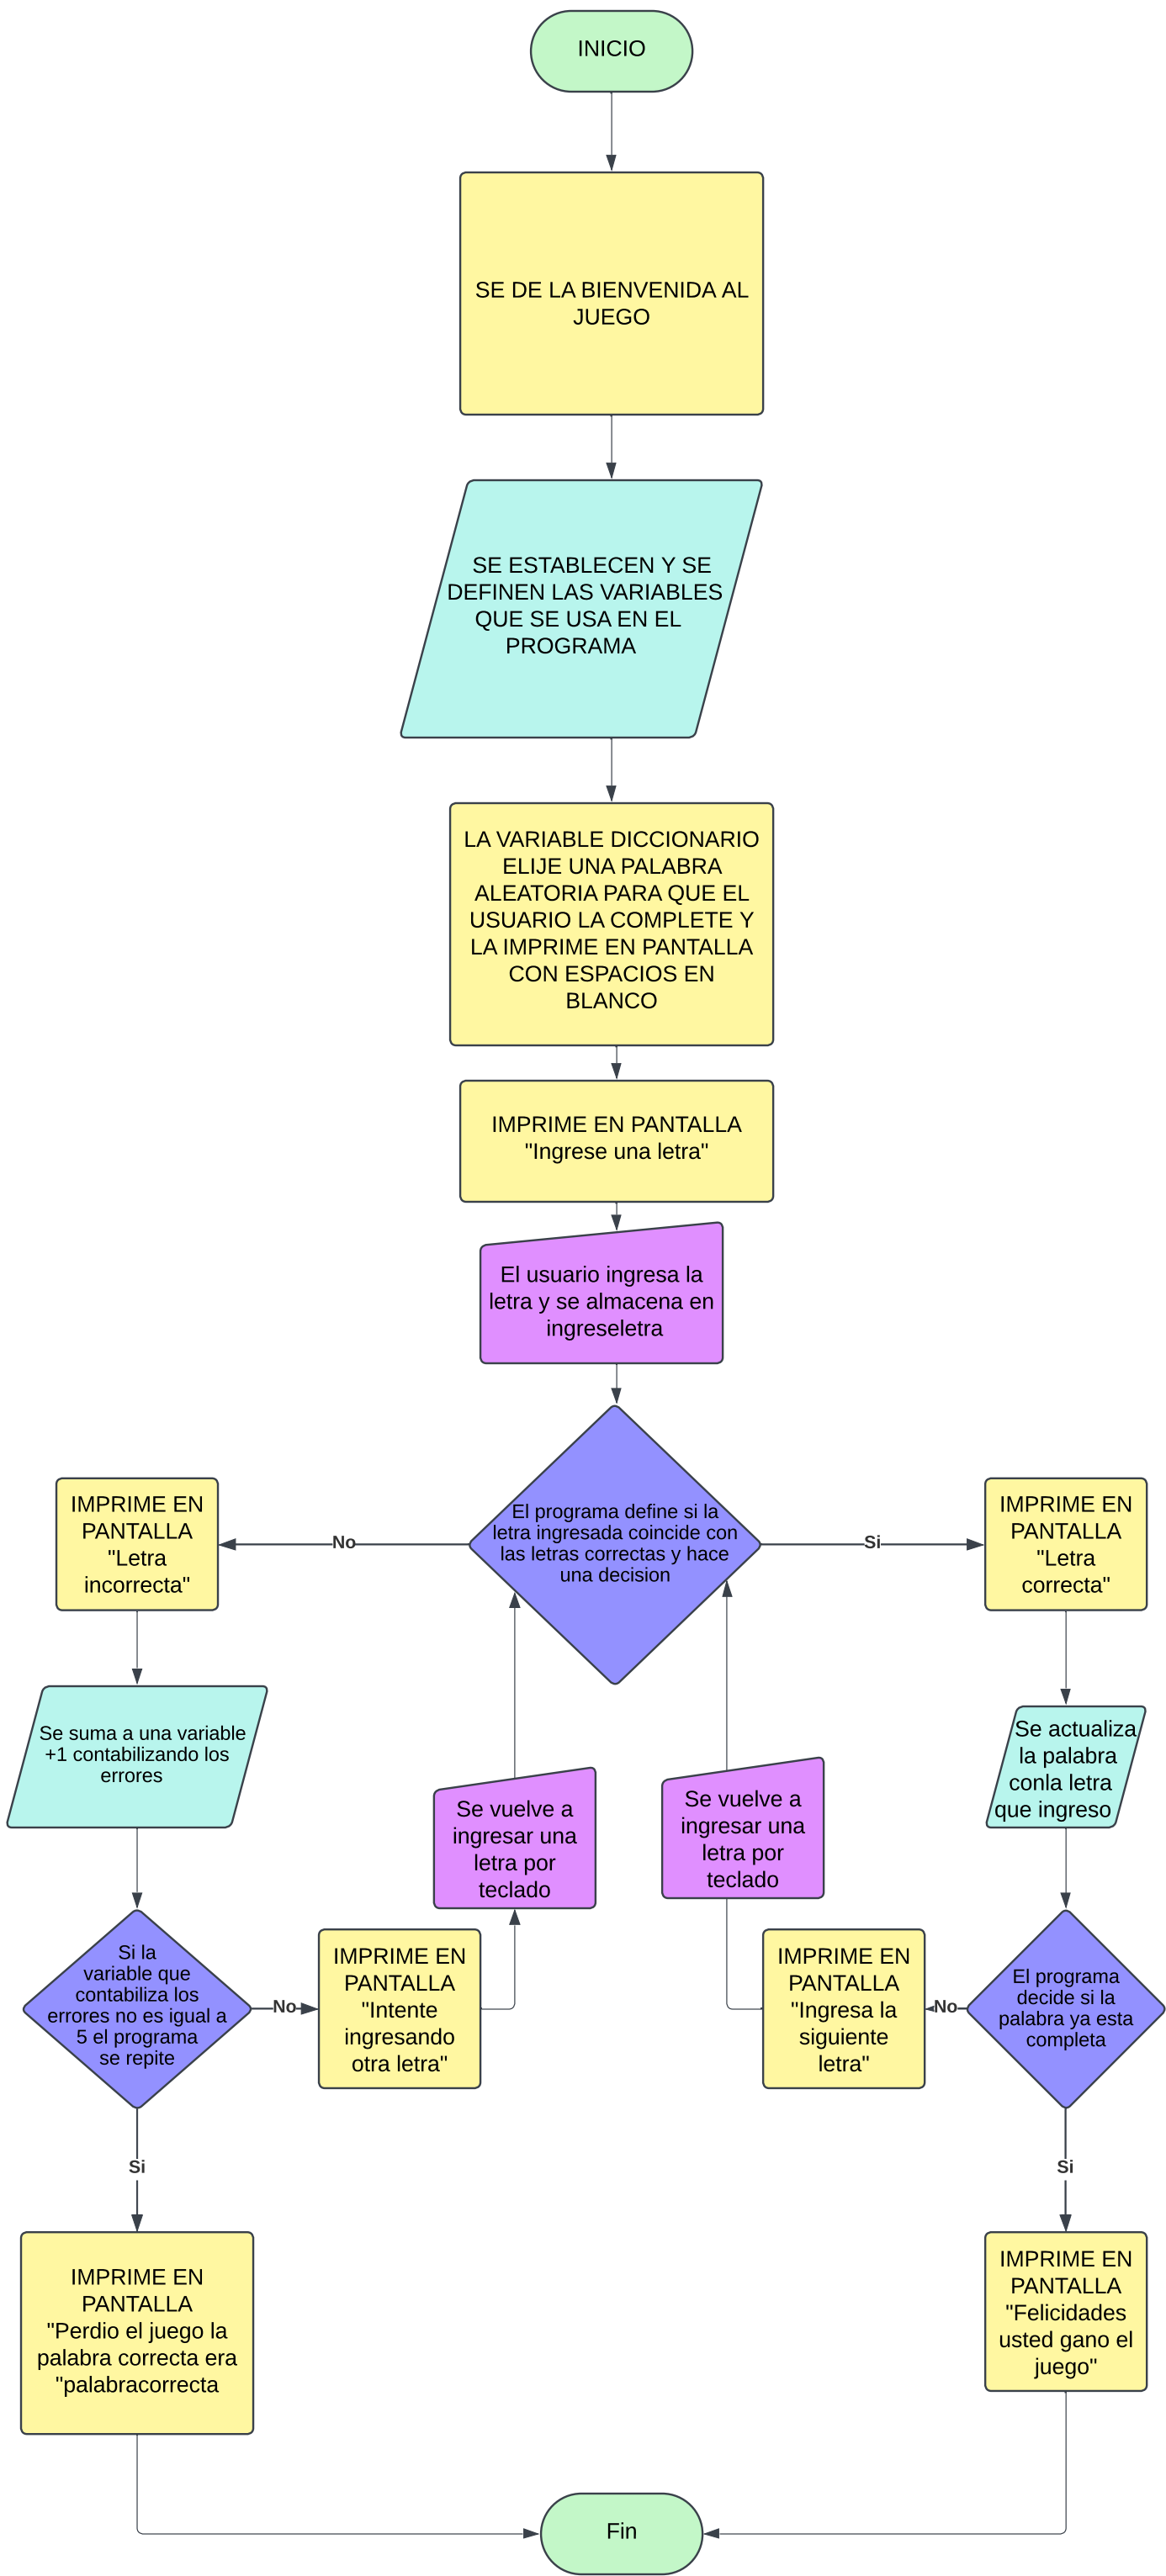 INICIO
SE DE LA BIENVENIDA AL
JUEGO
SE ESTABLECEN Y SE
DEFINEN LAS VARIABLES
QUE SE USA EN EL
PROGRAMA
LA VARIABLE DICCIONARIO
ELIJE UNA PALABRA
ALEATORIA PARA QUE EL
USUARIO LA COMPLETE Y
LA IMPRIME EN PANTALLA
CON ESPACIOS EN
BLANCO
IMPRIME EN PANTALLA
"Ingrese una letra"
El usuario ingresa la
letra y se almacena en
ingreseletra
El programa define si la
letra ingresada coincide con
las letras correctas y hace
una decision
No
Si
IMPRIME EN
PANTALLA
"Letra
incorrecta"
IMPRIME EN
PANTALLA
"Letra
correcta"
Se suma a una variable
+1 contabilizando los
errores
Se actualiza
la palabra
conla letra
que ingreso
Se vuelve a
ingresar una
letra por
teclado
Se vuelve a
ingresar una
letra por
teclado
Si la
variable que
contabiliza los
errores no es igual a
5 el programa
se repite
No
IMPRIME EN
PANTALLA
"Intente
ingresando
otra letra"
IMPRIME EN
PANTALLA
"Ingresa la
siguiente
letra"
No
El programa
decide si la
palabra ya esta
completa
Si
Si
IMPRIME EN
PANTALLA
"Perdio el juego la
palabra correcta era
"palabracorrecta
IMPRIME EN
PANTALLA
"Felicidades
usted gano el
juego"
Fin